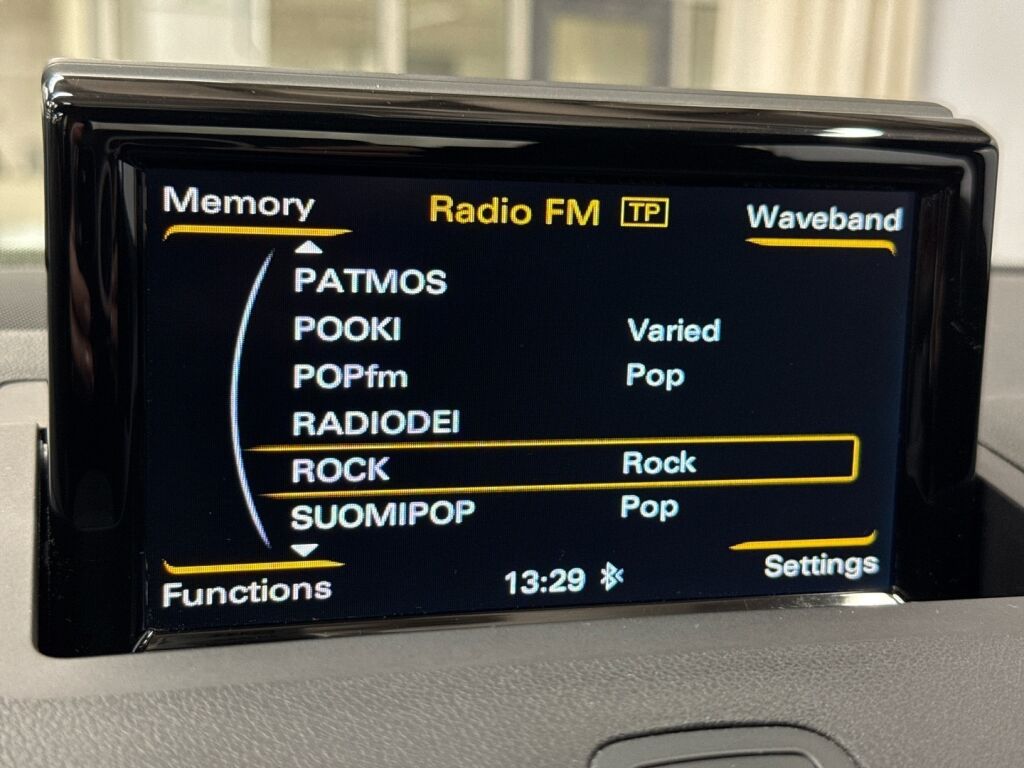 Memory Radio FM TP Waveband
PATMOS
POOKI Varied
POPfm Pop
RADIODEI
ROCK Rock
SUOMIPOP Pop
Functions 13:29 Settings